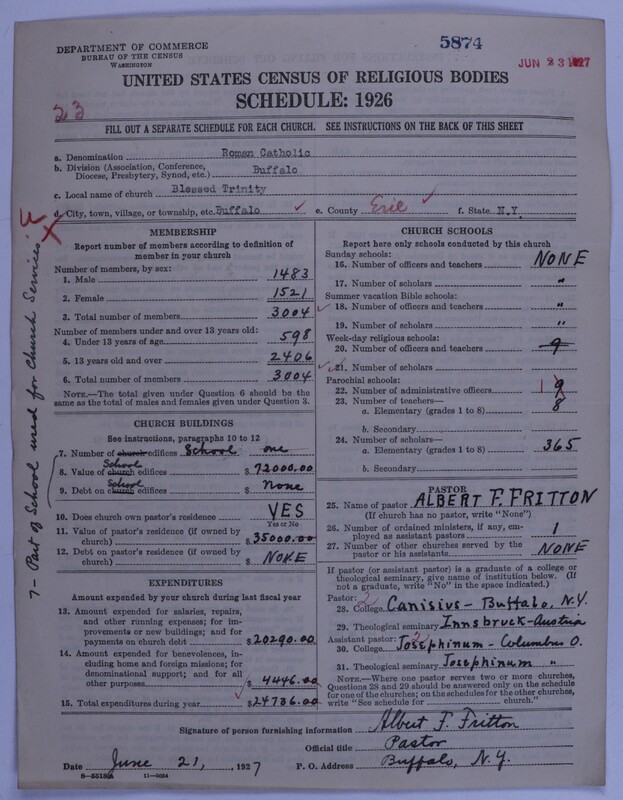 DEPARTMENT OF COMMERCE
BUREAU OF THE CENSUS
WASHINGTON
5874
JUN 23 1927
UNITED STATES CENSUS OF RELIGIOUS BODIES
SCHEDULE: 1926
23
FILL OUT A SEPARATE SCHEDULE FOR EACH CHURCH. SEE INSTRUCTIONS ON THE BACK OF THIS SHEET
a. Denomination Roman Catholic
b. Division (Association, Conference, Diocese, Presbytery, Synod, etc.) Buffalo
c. Local name of church Blessed Trinity
d. City, town, village, or township, etc. Buffalo e. County Erie f. State N.Y.
7 - Part of School used for Church Services.
MEMBERSHIP
Report number of members according to definition of
member in your church
Number of members, by sex:
1. Male 1483
2. Female 1521
3. Total number of members 3004
Number of members under and over 13 years old:
4. Under 13 years of age 598
5. 13 years old and over 2406
6. Total number of members 3004
NOTE.—The total given under Question 6 should be
same as the total of males and females given under Question 3.
CHURCH BUILDINGS
See instructions, paragraphs 10 to 12
7. Number of church edifices School one
8. Value of church edifices School $ 72000.00
9. Debt on church edifices School $ None
10. Does church own pastor's residence YES
Yes or No
11. Value of pastor's residence (if owned by
church) $ 35000.00
12. Debt on pastor's residence (if owned by
church) $ NONE
EXPENDITURES
Amount expended by your church during last fiscal year
13. Amount expended for salaries, repairs,
and other running expenses; for im-
provements or new buildings; and for
payments on church debt $ 20290.00
14. Amount expended for benevolences, in-
cluding home and foreign missions; for
denominational support; and for all
other purposes $ 4446.00
15. Total expenditures during year $ 24736.00
CHURCH SCHOOLS
Report here only schools conducted by this church
Sunday schools:
16. Number of officers and teachers NONE
17. Number of scholars "
Summer vacation Bible schools:
18. Number of officers and teachers "
19. Number of scholars "
Week-day religious schools:
20. Number of officers and teachers 9
21. Number of scholars
Parochial schools:
22. Number of administrative officers 1 9
23. Number of teachers—
a. Elementary (grades 1 to 8) 8
b. Secondary
24. Number of scholars—
a. Elementary (grades 1 to 8) 365
b. Secondary
PASTOR
25. Name of pastor ALBERT F. FRITTON
(If church has no pastor, write "None")
26. Number of ordained ministers, if any, em-
ployed as assistant pastors 1
27. Number of other churches served by the
pastor or his assistants NONE
If pastor (or assistant pastor) is a graduate of a college or
theological seminary, give name of institution below. (If
not a graduate, write "No" in the space indicated.)
Pastor:
28. College Canisius - Buffalo, N.Y.
29. Theological seminary Innsbruck - Austria
Assistant pastor:
30. College Josephinum - Columbus O.
31. Theological seminary Josephinum "
NOTE.—Where one pastor serves two or more churches,
Questions 28 and 29 should be answered only on the schedule
for one of the churches; on the schedules for the other churches,
write "See schedule for church."
Signature of person furnishing information Albert F. Fritton
Official title Pastor
Date June 21, 1927 P. O. Address Buffalo, N.Y.
8-5518A 11-9034